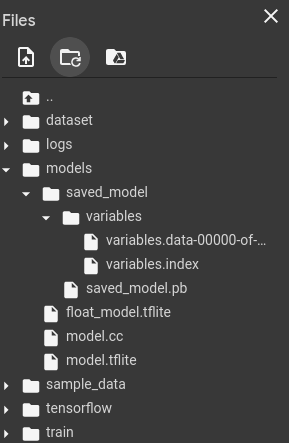 Files
..
dataset
logs
models
saved_model
variables
variables.data-00000-of-...
variables.index
saved_model.pb
float_model.tflite
model.cc
model.tflite
sample_data
tensorflow
train